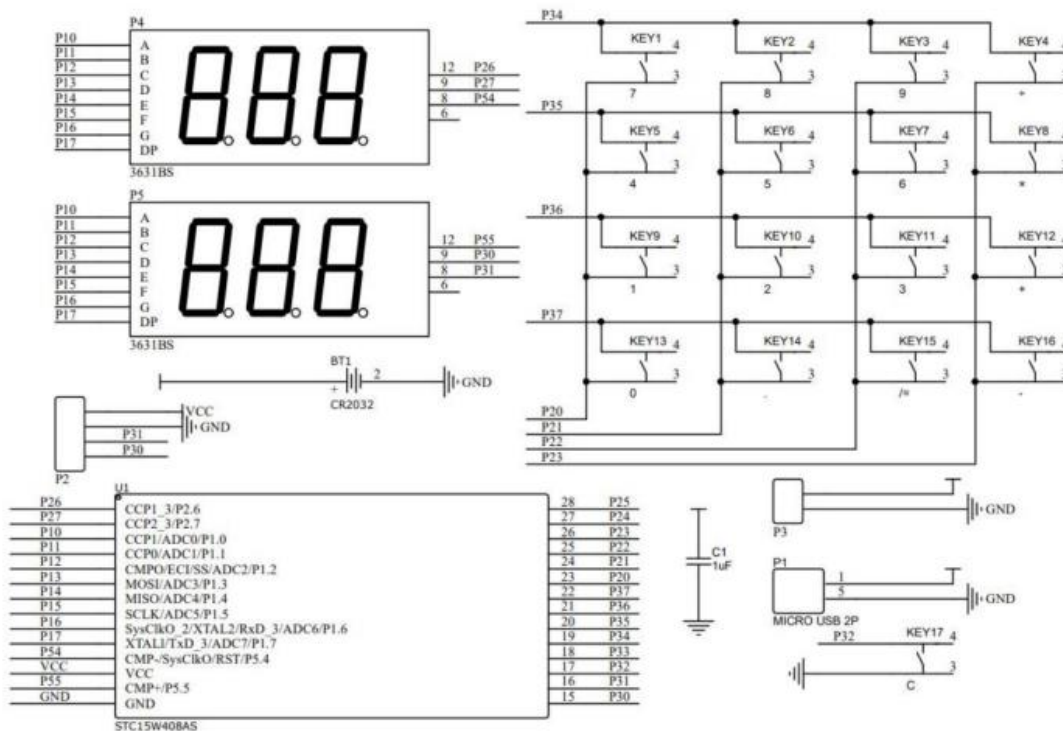 P4
P10 A
P11 B
P12 C 12 P26
P13 D 9 P27
P14 E 8 P54
P15 F 6
P16 G
P17 DP
3631BS
P5
P10 A
P11 B
P12 C 12 P55
P13 D 9 P30
P14 E 8 P31
P15 F 6
P16 G
P17 DP
3631BS
BT1
+ 2 GND
CR2032
VCC
GND
P31
P30
P2
P34
KEY1 4 KEY2 4 KEY3 4 KEY4 4
3 3 3 3
7 8 9 ÷
P35
KEY5 4 KEY6 4 KEY7 4 KEY8 4
3 3 3 3
4 5 6 *
P36
KEY9 4 KEY10 4 KEY11 4 KEY12 4
3 3 3 3
1 2 3 +
P37
KEY13 4 KEY14 4 KEY15 4 KEY16 4
3 3 3 3
0 . /= -
P20
P21
P22
P23
U1
P26 CCP1_3/P2.6 28 P25
P27 CCP2_3/P2.7 27 P24
P10 CCP1/ADC0/P1.0 26 P23
P11 CCP0/ADC1/P1.1 25 P22
P12 CMPO/ECI/SS/ADC2/P1.2 24 P21
P13 MOSI/ADC3/P1.3 23 P20
P14 MISO/ADC4/P1.4 22 P37
P15 SCLK/ADC5/P1.5 21 P36
P16 SysClkO_2/XTAL2/RxD_3/ADC6/P1.6 20 P35
P17 XTALI/TxD_3/ADC7/P1.7 19 P34
P54 CMP-/SysClkO/RST/P5.4 18 P33
VCC VCC 17 P32
P55 CMP+/P5.5 16 P31
GND GND 15 P30
STC15W408AS
C1
1uF
GND
P3
P1
1
5 GND
MICRO USB 2P
P32 KEY17 4
3
C